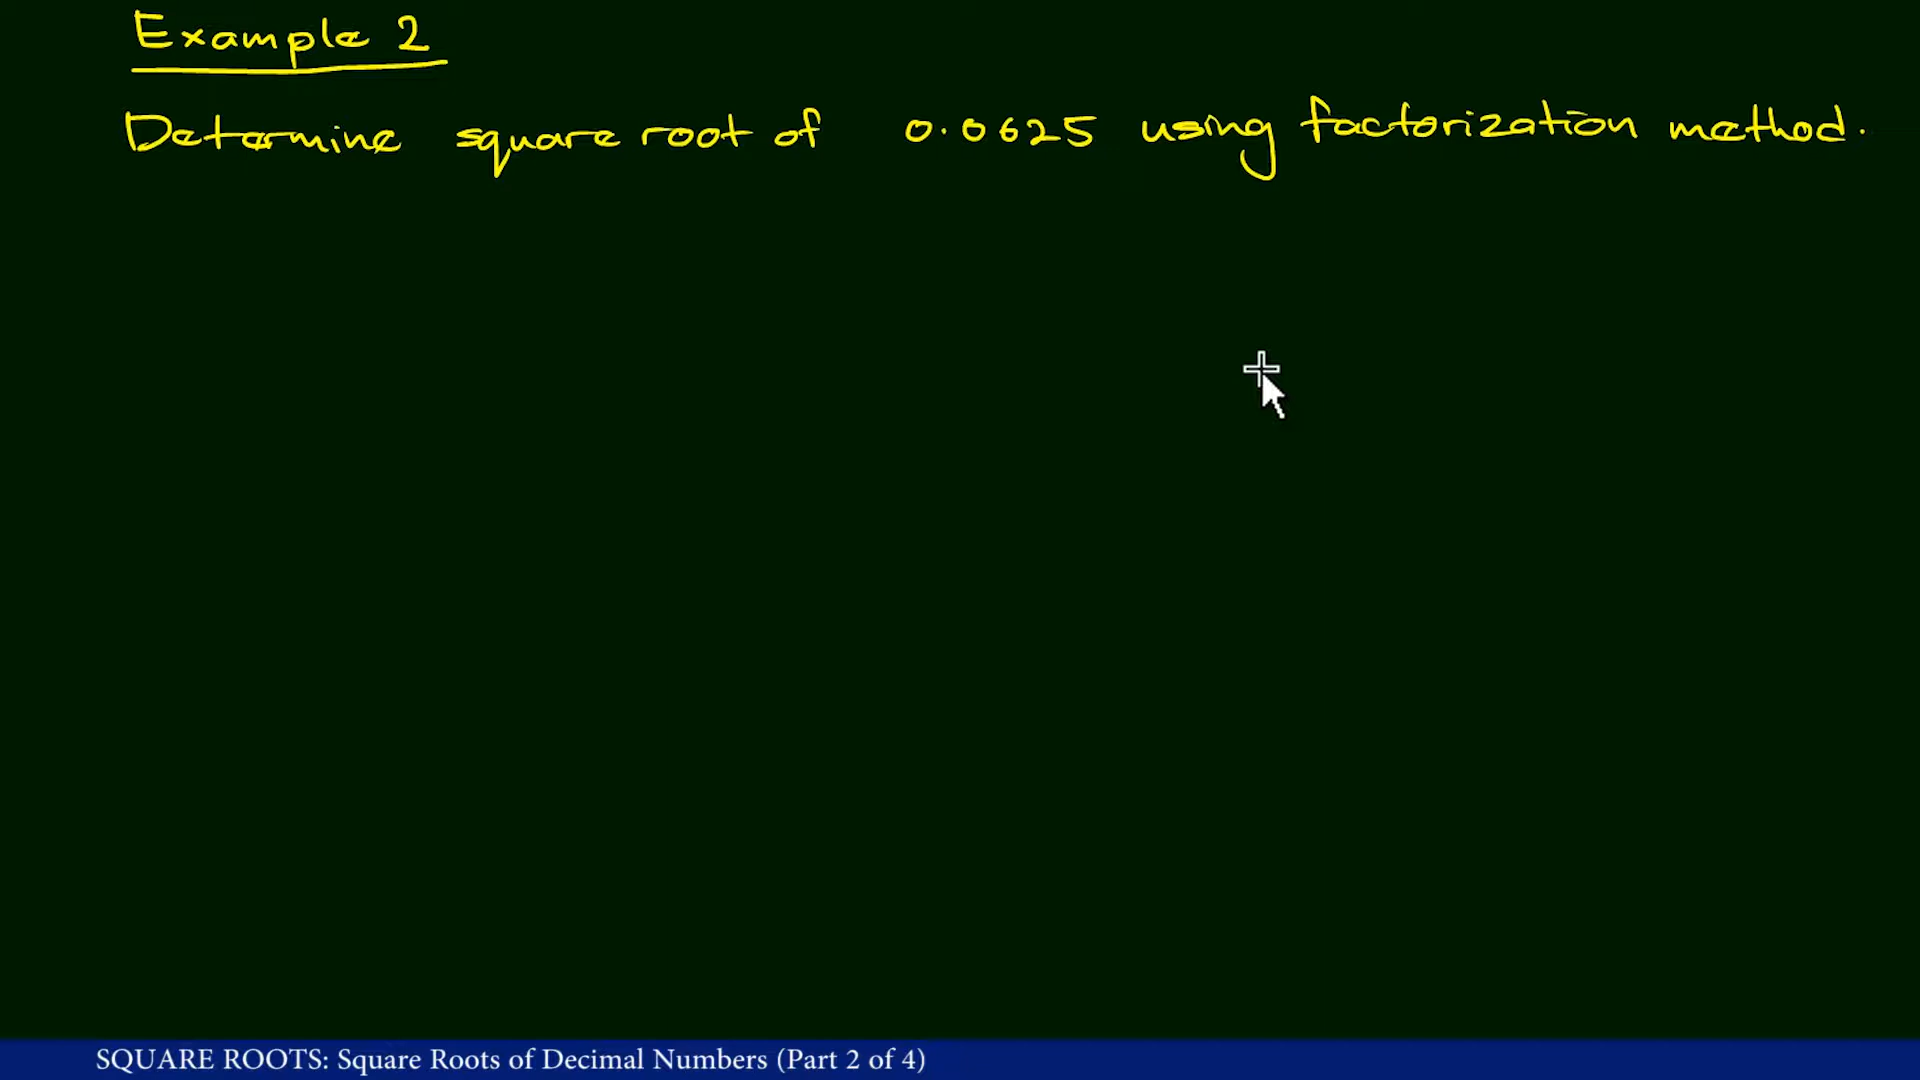 Example 2
Determine square root of 0.0625 using factorization method.
SQUARE ROOTS: Square Roots of Decimal Numbers (Part 2 of 4)